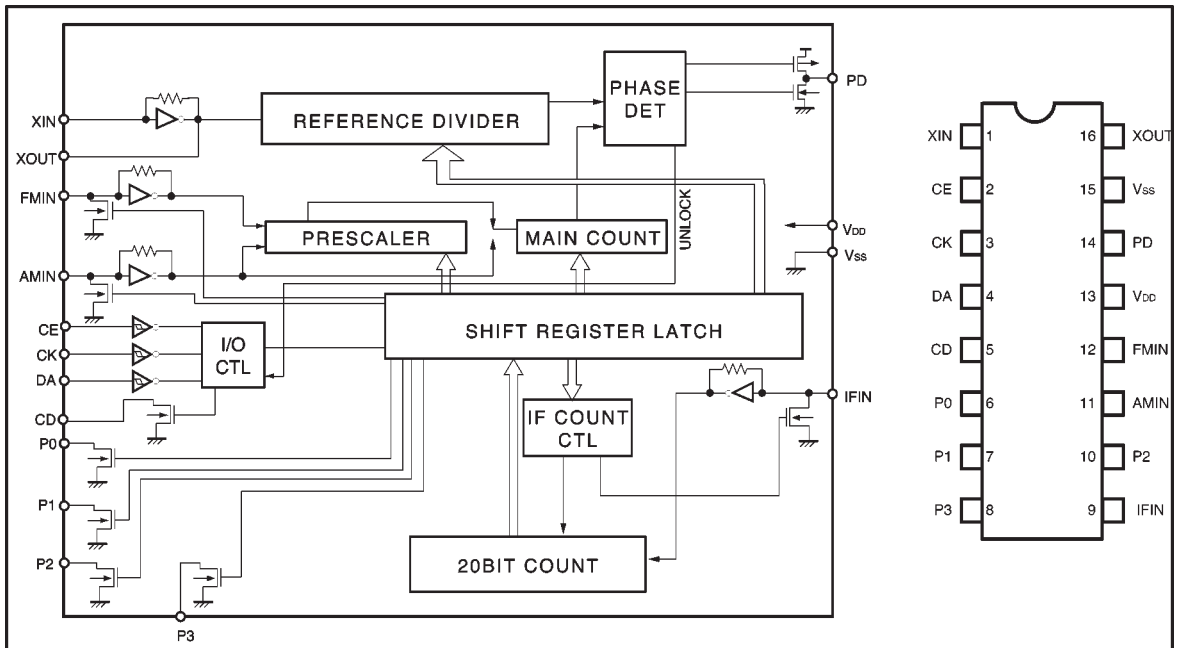 PHASE
DET
PD
XIN
REFERENCE DIVIDER
XOUT
FMIN
PRESCALER
MAIN COUNT
UNLOCK
VDD
VSS
AMIN
SHIFT REGISTER LATCH
CE
CK
DA
I/O
CTL
CD
IFIN
IF COUNT
CTL
P0
P1
P2
20BIT COUNT
P3
XIN 1 16 XOUT
CE 2 15 VSS
CK 3 14 PD
DA 4 13 VDD
CD 5 12 FMIN
P0 6 11 AMIN
P1 7 10 P2
P3 8 9 IFIN